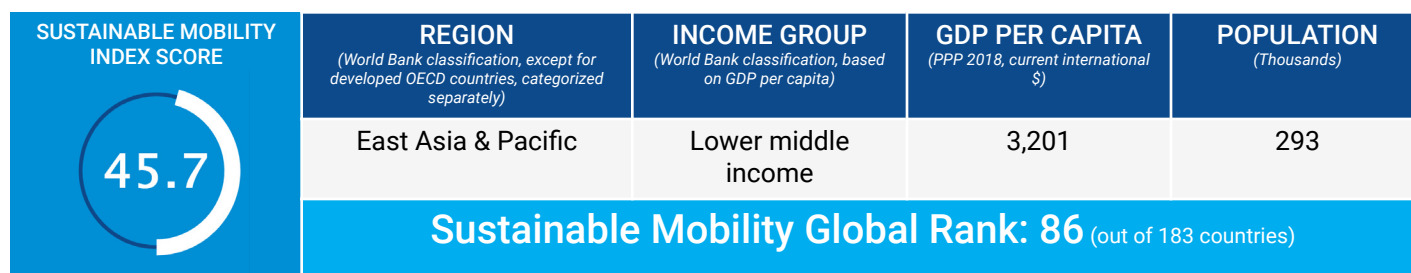 SUSTAINABLE MOBILITY
INDEX SCORE
45.7
REGION
(World Bank classification, except for
developed OECD countries, categorized
separately)
INCOME GROUP
(World Bank classification, based
on GDP per capita)
GDP PER CAPITA
(PPP 2018, current international
$)
POPULATION
(Thousands)
East Asia & Pacific
Lower middle
income
3,201
293
Sustainable Mobility Global Rank: 86 (out of 183 countries)